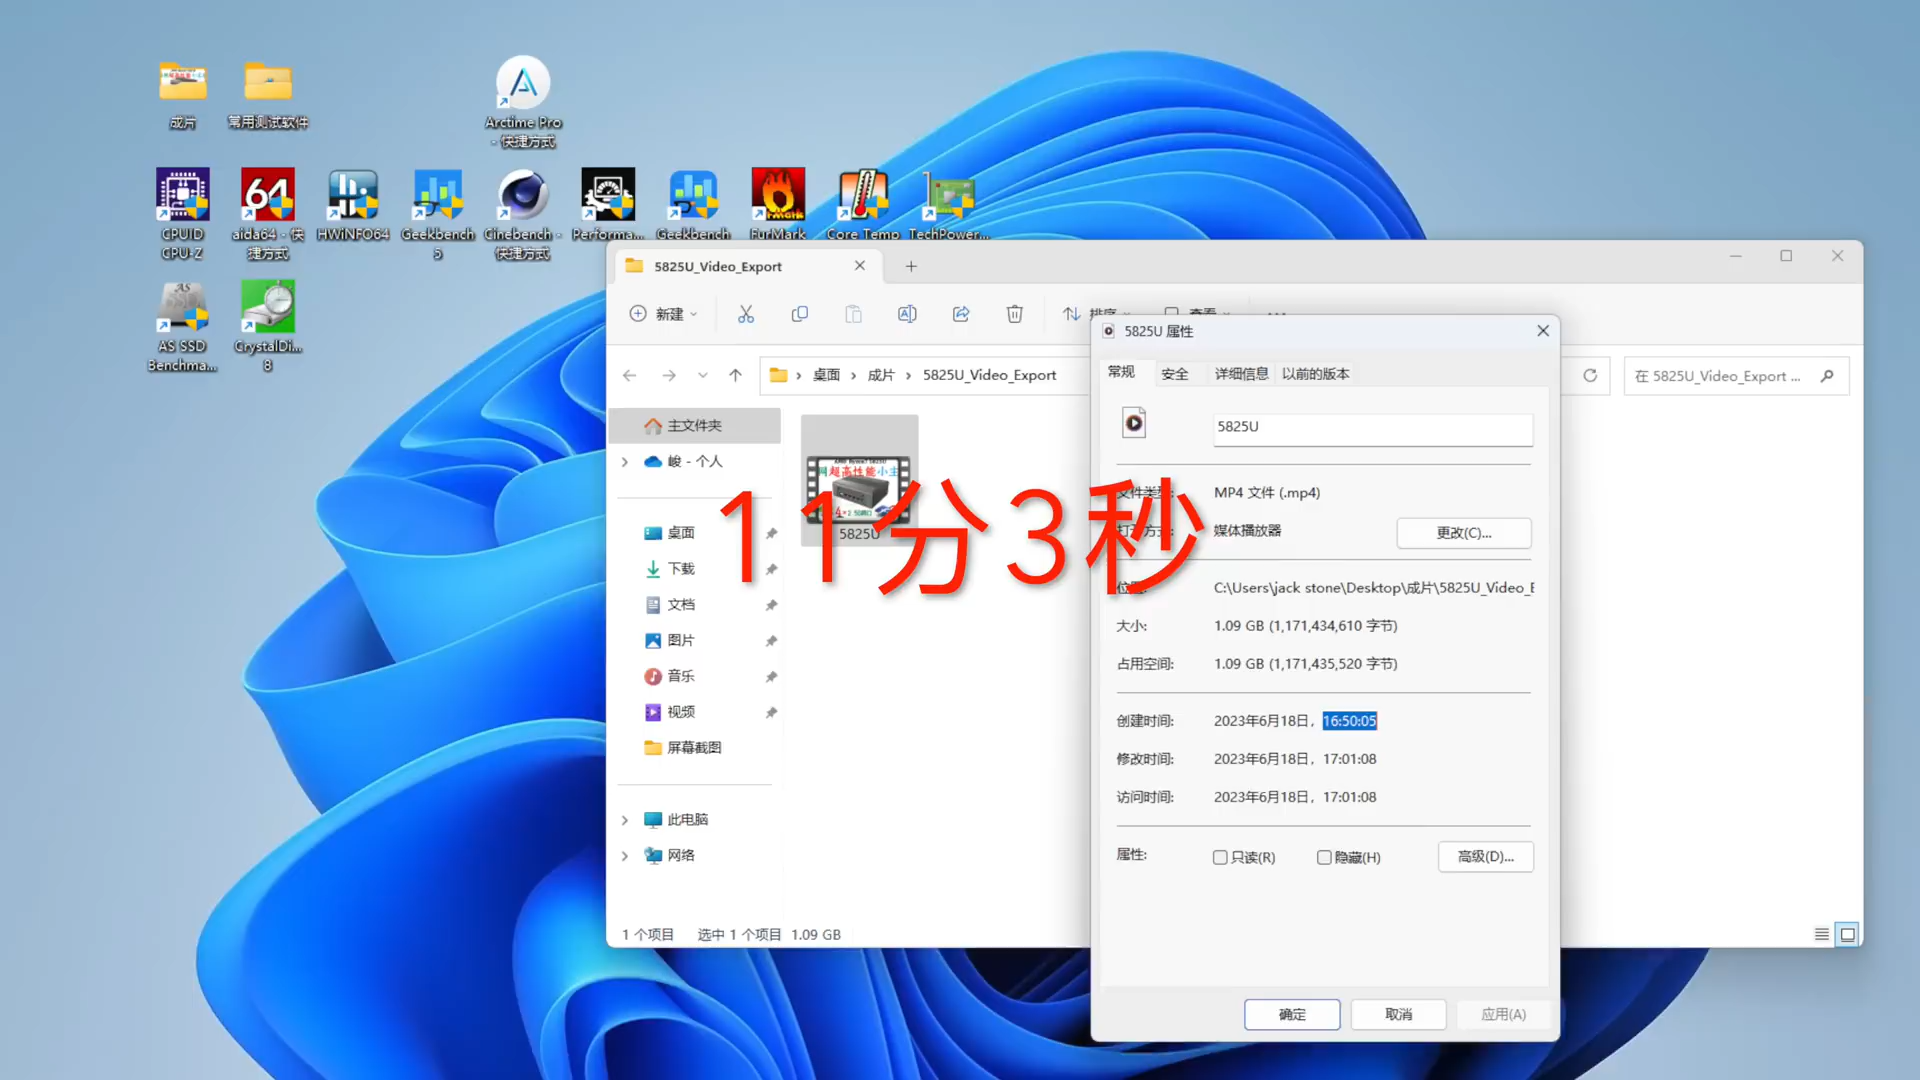 成片
常用测试软件
Arctime Pro
- 快捷方式
CPUID
CPU-Z
aida64 - 快
捷方式
HWiNFO64
Geekbench
5
Cinebench -
快捷方式
Performa...
Geekbench
FurMark
Core Temp
TechPower...
AS SSD
Benchma...
CrystalDi...
8
5825U_Video_Export
新建
排序
查看
桌面 › 成片 › 5825U_Video_Export
在 5825U_Video_Export ...
主文件夹
峻 - 个人
桌面
下载
文档
图片
音乐
视频
屏幕截图
此电脑
网络
5825U
1 个项目 选中 1 个项目 1.09 GB
11分3秒
5825U 属性
常规 安全 详细信息 以前的版本
5825U
文件类型: MP4 文件 (.mp4)
打开方式: 媒体播放器 更改(C)...
位置: C:\Users\jack stone\Desktop\成片\5825U_Video_E
大小: 1.09 GB (1,171,434,610 字节)
占用空间: 1.09 GB (1,171,435,520 字节)
创建时间: 2023年6月18日，16:50:05
修改时间: 2023年6月18日，17:01:08
访问时间: 2023年6月18日，17:01:08
属性: 只读(R) 隐藏(H) 高级(D)...
确定 取消 应用(A)